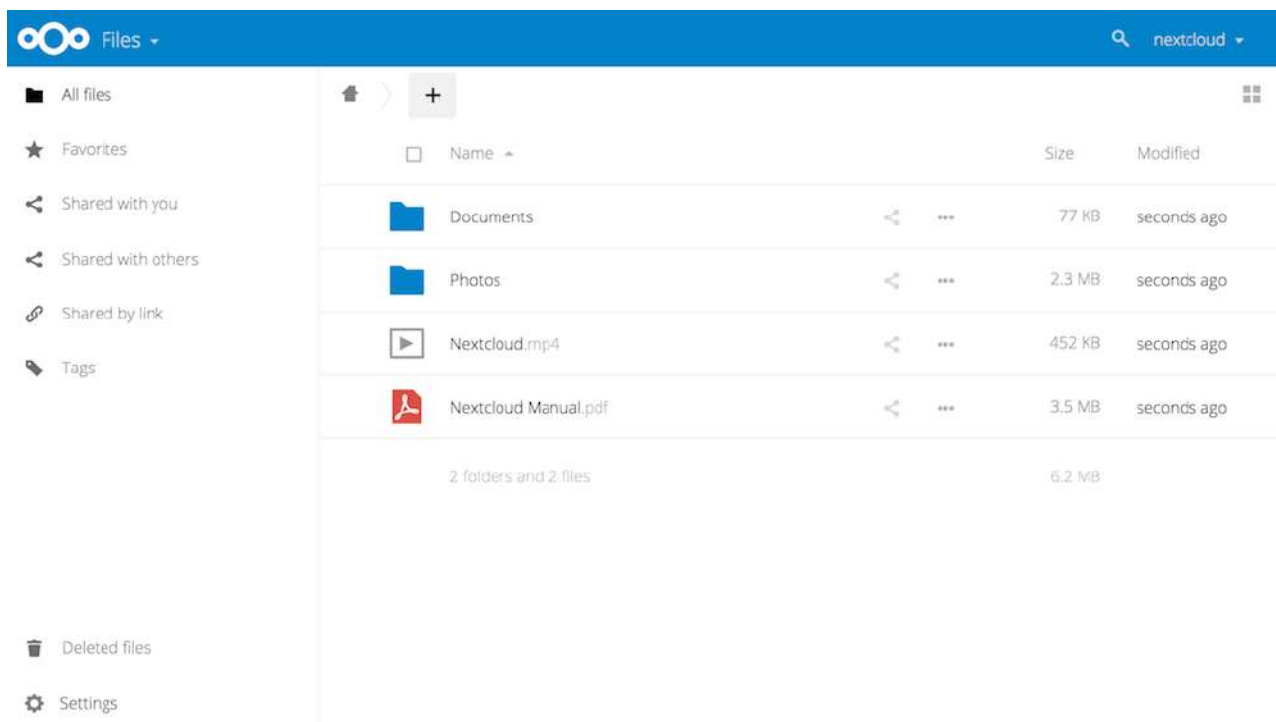 Files
nextcloud
All files
Favorites
Shared with you
Shared with others
Shared by link
Tags
Deleted files
Settings
Name Size Modified
Documents 77 KB seconds ago
Photos 2.3 MB seconds ago
Nextcloud.mp4 452 KB seconds ago
Nextcloud Manual.pdf 3.5 MB seconds ago
2 folders and 2 files 6.2 MB